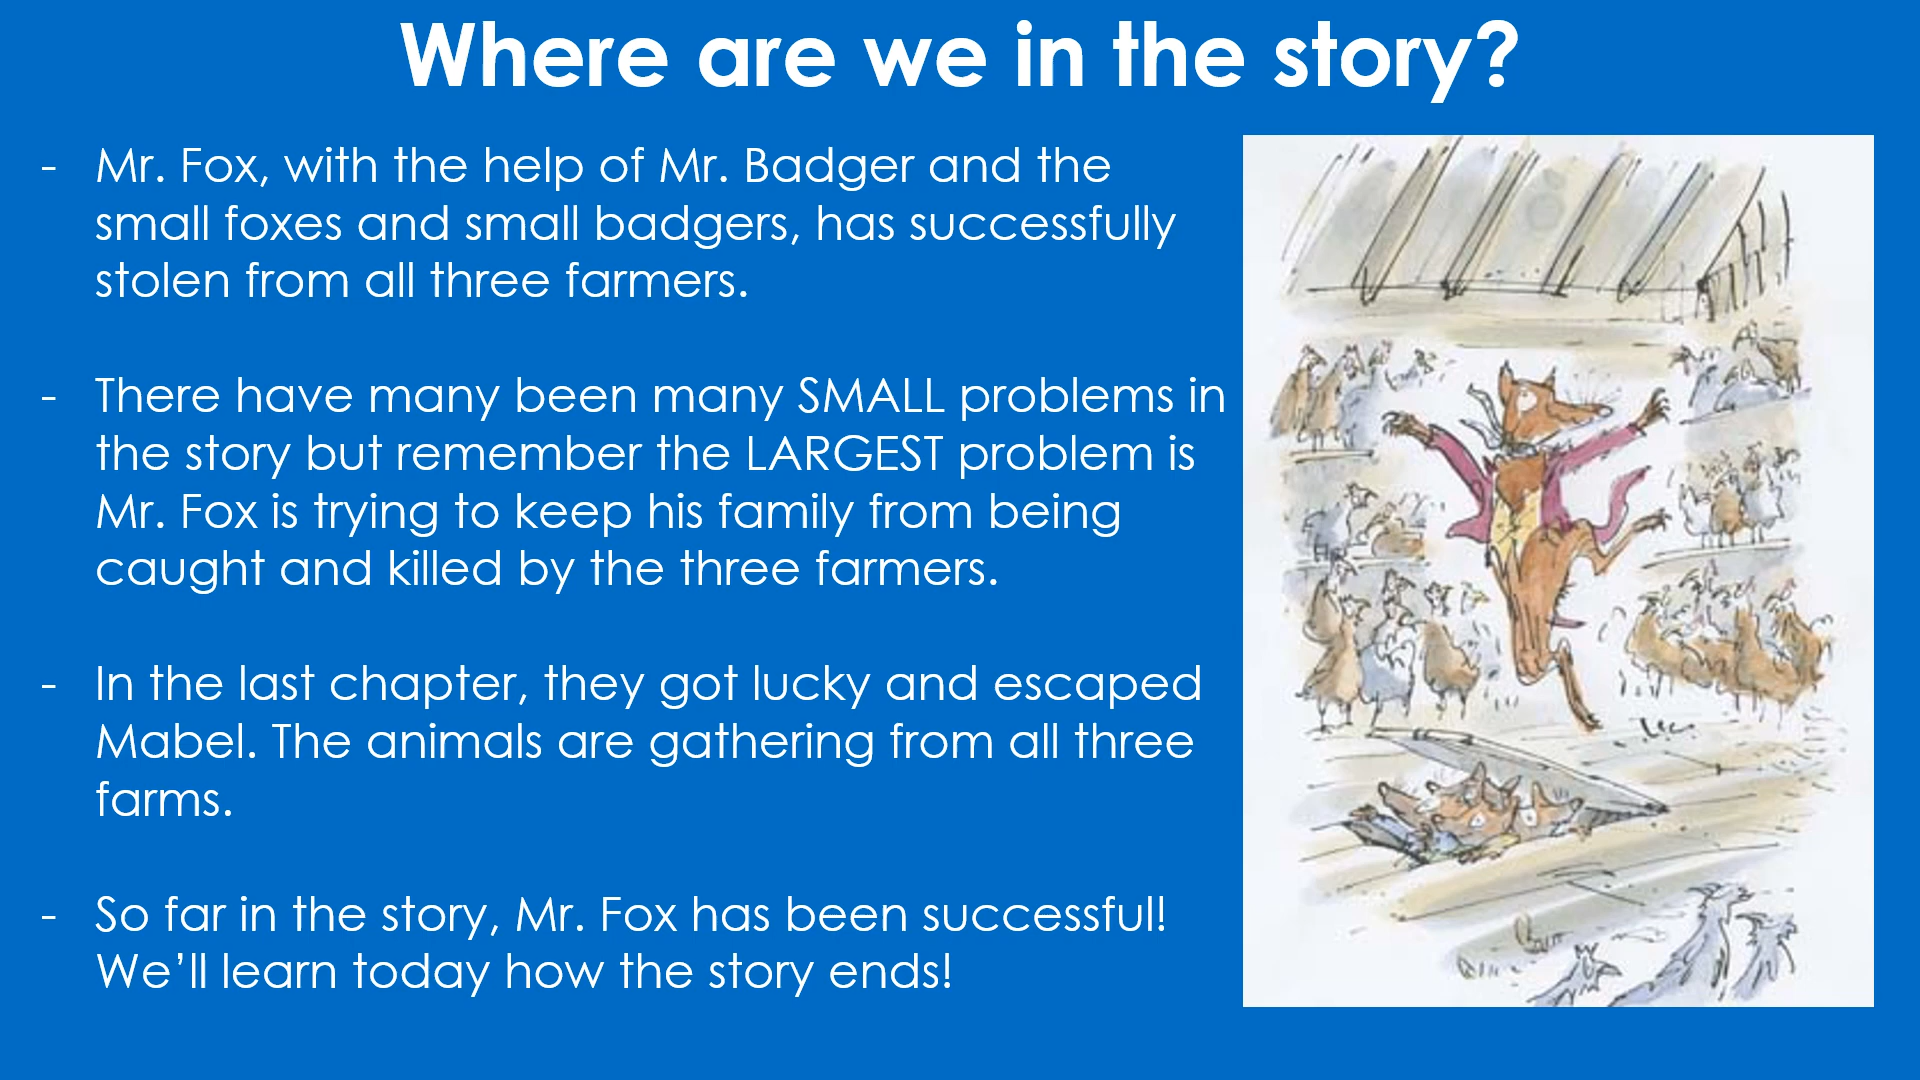 Where are we in the story?
- Mr. Fox, with the help of Mr. Badger and the
small foxes and small badgers, has successfully
stolen from all three farmers.
- There have many been many SMALL problems in
the story but remember the LARGEST problem is
Mr. Fox is trying to keep his family from being
caught and killed by the three farmers.
- In the last chapter, they got lucky and escaped
Mabel. The animals are gathering from all three
farms.
- So far in the story, Mr. Fox has been successful!
We’ll learn today how the story ends!